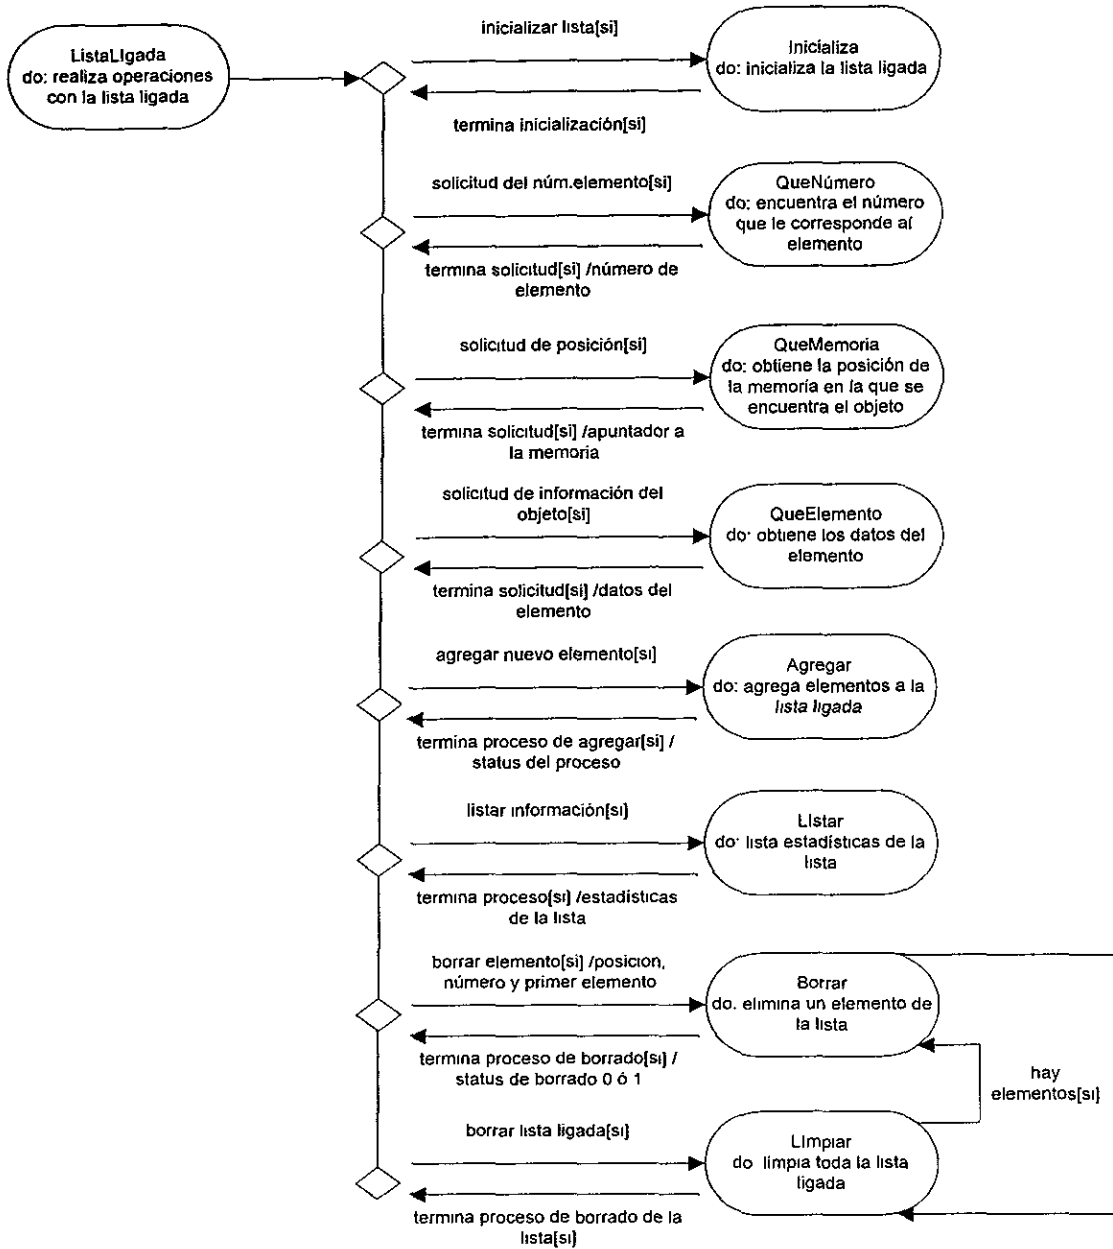 inicializar lista[si]
ListaLIgada
do: realiza operaciones
con la lista ligada
Inicializa
do: inicializa la lista ligada
termina inicialización[si]
solicitud del núm.elemento[si]
QueNúmero
do: encuentra el número
que le corresponde al
elemento
termina solicitud[si] /número de
elemento
solicitud de posición[si]
QueMemoria
do: obtiene la posición de
la memoria en la que se
encuentra el objeto
termina solicitud[si] /apuntador a
la memoria
solicitud de información del
objeto[si]
QueElemento
do: obtiene los datos del
elemento
termina solicitud[si] /datos del
elemento
agregar nuevo elemento[si]
Agregar
do: agrega elementos a la
lista ligada
termina proceso de agregar[si] /
status del proceso
listar información[si]
LIstar
do: lista estadísticas de la
lista
termina proceso[si] /estadísticas
de la lista
borrar elemento[si] /posicion,
número y primer elemento
Borrar
do. elimina un elemento de
la lista
termina proceso de borrado[si] /
status de borrado 0 ó 1
hay
elementos[si]
borrar lista ligada[si]
LImpiar
do limpia toda la lista
ligada
termina proceso de borrado de la
lista[si]